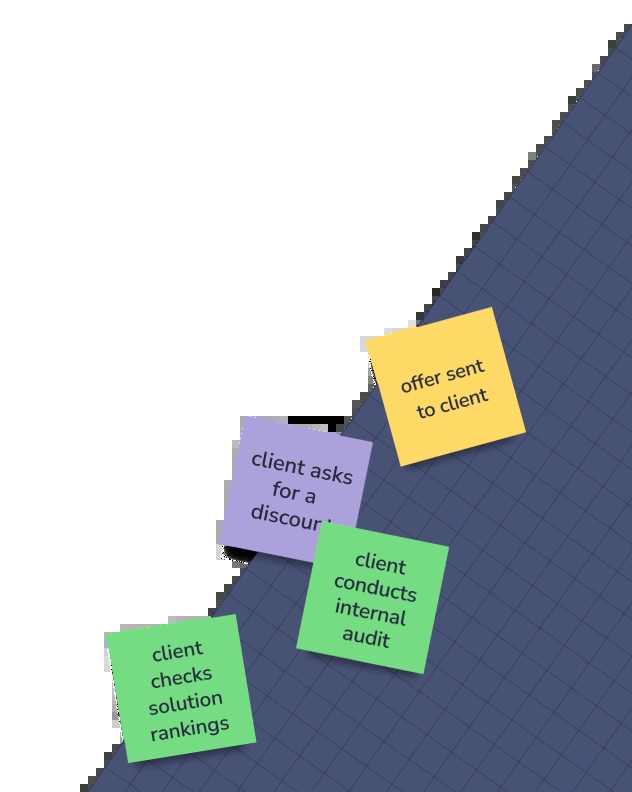 offer sent
to client
client asks
for a
client
conducts
internal
audit
client
checks
solution
rankings